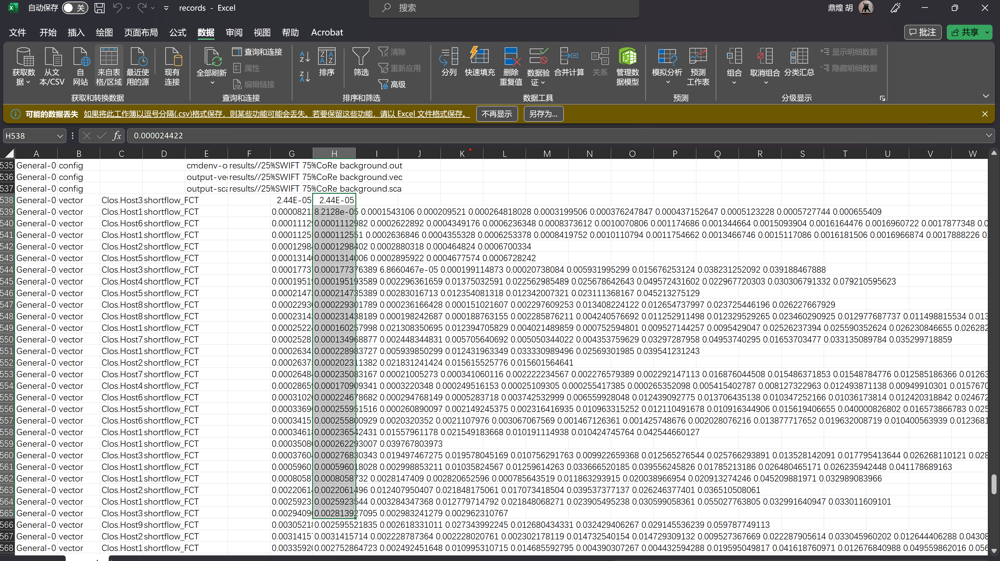 自动保存 关 records - Excel 搜索 鼎煌 胡
文件 开始 插入 绘图 页面布局 公式 数据 审阅 视图 帮助 Acrobat 批注 共享
获取数据 从文本/CSV 自网站 来自表格/区域 最近使用的源 现有连接 全部刷新 查询和连接 属性 编辑链接 排序 筛选 清除 重新应用 高级 分列 快速填充 删除重复值 数据验证 合并计算 关系 管理数据模型 模拟分析 预测工作表 组合 取消组合 分类汇总 显示明细数据 隐藏明细数据
获取和转换数据 查询和连接 排序和筛选 数据工具 预测 分级显示
可能的数据丢失 如果将此工作簿以逗号分隔(.csv)格式保存，则某些功能可能会丢失。若要保留这些功能，请以 Excel 文件格式保存。 不再显示 另存为...
H538 fx 0.000024422
A B C D E F G H I J K L M N O P Q R S T U V W
535 General-0- config cmdenv-o results//25%SWIFT 75%CoRe background.out
536 General-0- config output-vec results//25%SWIFT 75%CoRe background.vec
537 General-0- config output-sca results//25%SWIFT 75%CoRe background.sca
538 General-0- vector Clos.Host3 shortflow_FCT 2.44E-05 2.44E-05
539 General-0- vector Clos.Host1 shortflow_FCT 0.0000821 8.2128e-05 0.0001543106 0.000209521 0.000264818028 0.0003199506 0.000376247847 0.000437152647 0.0005123228 0.0005727744 0.000655409
540 General-0- vector Clos.Host6 shortflow_FCT 0.0001112 0.0001112982 0.0002622892 0.0004349176 0.0006236348 0.0008373612 0.0010070806 0.001174686 0.001344664 0.0015093904 0.0016164476 0.0016960722 0.0017877348 0.0
541 General-0- vector Clos.Host1 shortflow_FCT 0.0001125 0.000112551 0.0002636846 0.0004355328 0.0006253378 0.0008419752 0.0010110794 0.0011754662 0.0013466746 0.0015117086 0.0016181506 0.0016966874 0.0017888226 0.
542 General-0- vector Clos.Host2 shortflow_FCT 0.0001298 0.0001298402 0.0002880318 0.000464824 0.0006700334
543 General-0- vector Clos.Host5 shortflow_FCT 0.0001314 0.0001314006 0.0002895922 0.0004677574 0.0006728242
544 General-0- vector Clos.Host3 shortflow_FCT 0.0001773 0.000177376389 6.8660467e-05 0.000199114873 0.00020738084 0.005931995299 0.015676253124 0.038231252092 0.039188467888
545 General-0- vector Clos.Host4 shortflow_FCT 0.0001951 0.000195193589 0.002296361659 0.01375032591 0.022562985489 0.025678642643 0.049572431602 0.022967720303 0.030306791332 0.079210595623
546 General-0- vector Clos.Host5 shortflow_FCT 0.0002147 0.000214735389 0.00283016713 0.012354081318 0.012342007321 0.023111368167 0.045213275129
547 General-0- vector Clos.Host8 shortflow_FCT 0.0002293 0.000229301789 0.000236166428 0.000151021607 0.002297609253 0.013408224122 0.012654737997 0.023725446196 0.026227667929
548 General-0- vector Clos.Host8 shortflow_FCT 0.0002314 0.000231438189 0.000198242687 0.000188763155 0.002285876211 0.004240576692 0.011252911498 0.012329529265 0.023460290925 0.012977687737 0.011498815534 0.013
549 General-0- vector Clos.Host1 shortflow_FCT 0.0002522 0.000160257998 0.021308350695 0.012394705829 0.004021489859 0.000752594801 0.009527144257 0.0095429047 0.02526237394 0.025590352624 0.026230846655 0.026282
550 General-0- vector Clos.Host7 shortflow_FCT 0.0002528 0.000134968877 0.002448344831 0.005705640692 0.005050344022 0.004353759629 0.03297287958 0.04953740295 0.01653703477 0.033135089784 0.035299718859
551 General-0- vector Clos.Host1 shortflow_FCT 0.0002634 0.000228983727 0.005939850299 0.012431963349 0.033330989496 0.02569301985 0.039541231243
552 General-0- vector Clos.Host2 shortflow_FCT 0.0002637 0.000202311382 0.021831241424 0.015615525776 0.015601564641
553 General-0- vector Clos.Host7 shortflow_FCT 0.0002648 0.000235083167 0.00021005273 0.000341060116 0.002222234567 0.002276579389 0.002292147113 0.016876044508 0.015486371853 0.01548784776 0.012585186366 0.01263
554 General-0- vector Clos.Host4 shortflow_FCT 0.0002865 0.000170909341 0.0003220348 0.000249516153 0.00025109305 0.000255417385 0.000265352098 0.005415402787 0.008127322963 0.012493871138 0.00949910301 0.0157670
555 General-0- vector Clos.Host6 shortflow_FCT 0.0003102 0.000224678682 0.000294768149 0.0005283718 0.003742532999 0.006559928048 0.012439092775 0.013706435138 0.010347252166 0.01036173814 0.012420318842 0.024672
556 General-0- vector Clos.Host5 shortflow_FCT 0.0003369 0.000255951516 0.000260890097 0.002149245375 0.002316416935 0.010963315252 0.012110491678 0.010916344906 0.015619406655 0.040000826802 0.016573866783 0.025
557 General-0- vector Clos.Host6 shortflow_FCT 0.0003415 0.000255800929 0.0020320352 0.0021107976 0.003067067569 0.001467126361 0.001425748676 0.002028076216 0.013877717652 0.019632008719 0.010400563939 0.0123681
558 General-0- vector Clos.Host1 shortflow_FCT 0.0003461 0.000236542431 0.01557961178 0.021549183668 0.010191114938 0.010424745764 0.042544660127
559 General-0- vector Clos.Host1 shortflow_FCT 0.0003508 0.000262293007 0.039767803973
560 General-0- vector Clos.Host3 shortflow_FCT 0.0003760 0.000276830343 0.019497467275 0.019578045169 0.010756291763 0.009922659368 0.012565276544 0.025766293891 0.013528142091 0.017795413644 0.026268110121 0.028
561 General-0- vector Clos.Host1 shortflow_FCT 0.0005960 0.000596018028 0.002998853211 0.01035824567 0.01259614263 0.033666520185 0.039556245826 0.01785213186 0.026480465171 0.026235942448 0.041178689163
562 General-0- vector Clos.Host1 shortflow_FCT 0.0008058 0.0008058732 0.0028147409 0.002820652596 0.000785643519 0.011863293915 0.020038966954 0.020913274246 0.045209881971 0.032989083966
563 General-0- vector Clos.Host2 shortflow_FCT 0.0022061 0.0022061496 0.012407950407 0.021848175061 0.017073418504 0.039537377137 0.026246377401 0.036510508061
564 General-0- vector Clos.Host1 shortflow_FCT 0.0025923 0.0025923544 0.003284347368 0.012779714792 0.021848068271 0.023905495238 0.030599058361 0.055027763805 0.032991640947 0.033011609101
565 General-0- vector Clos.Host3 shortflow_FCT 0.0029409 0.002813927095 0.002983241279 0.002962310767
566 General-0- vector Clos.Host9 shortflow_FCT 0.0030521 0.002595521835 0.002618331011 0.027343992245 0.012680434331 0.032429406267 0.029145536239 0.059787749113
567 General-0- vector Clos.Host2 shortflow_FCT 0.0031415 0.0031415714 0.002228787364 0.002228020761 0.002302178119 0.014732540154 0.014729309132 0.009527367669 0.022287905614 0.033045960202 0.012644406288 0.04308
568 General-0- vector Clos.Host1 shortflow_FCT 0.0033592 0.002752864723 0.002492451648 0.010995310715 0.014685592795 0.004390307267 0.004432594288 0.019595049817 0.041618760971 0.012676840988 0.049559862016 0.056